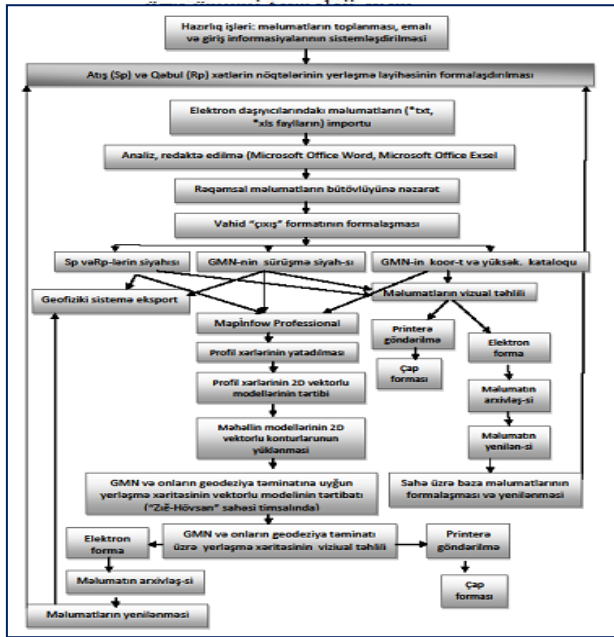 Hazırlıq işləri: məlumatların toplanması, emalı
və giriş informasiyalarının sistemləşdirilməsi
Atış (Sp) və Qəbul (Rp) xətlərin nöqtələrinin yerləşmə layihəsinin formalaşdırılması
Elektron daşıyıcılarındakı məlumatların (*txt,
*xls faylların) importu
Analiz, redaktə edilmə (Microsoft Office Word, Microsoft Office Exsel
Rəqəmsal məlumatların bütövlüyünə nəzarət
Vahid "çıxış" formatının formalaşması
Sp vəRp-lərin siyahısı
GMN-nin sürüşmə siyah-sı
GMN-in koor-t və yüksək. kataloqu
Geofiziki sistemə eksport
Məlumatların vizual təhlili
MapİnfowProfessional
Printerə
göndərilmə
Elektron
forma
Profil xərlərinin yatadılması
Çap
forması
Profil xərlərinin 2D vektorlu
modellərinin tərtibi
Məlumatın
arxivləş-si
Məhəllin modellərinin 2D
vektorlu konturlarunun
yüklənməsi
Məlumatın
yenilən-si
GMN və onların geodeziya təminatına uyğun
yerləşmə xəritəsinin vektorlu modelinin tərtibatı
("Zığ-Hövsan" sahəsi timsalında)
Sahə üzrə baza məlumatlarının
formalaşması və yenilənməsi
Elektron
forma
GMN və onların geodeziya təminatı
üzrə yerləşmə xəritəsinin viziual təhlili
Printerə
göndərilmə
Məlumatın arxivləş-si
Çap
forması
Məlumatların yenilənməsi